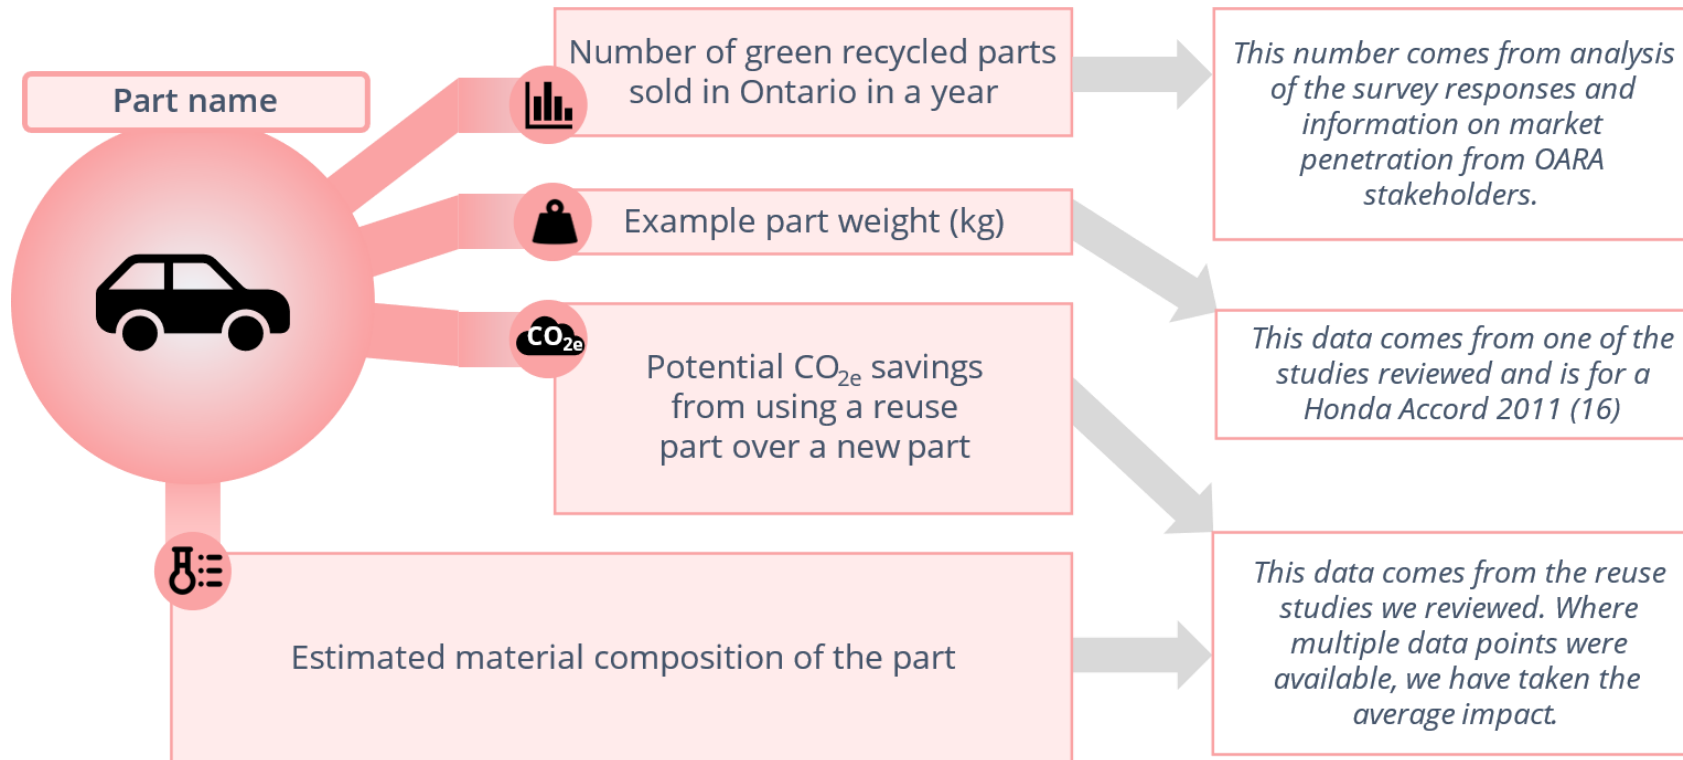 Part name
Number of green recycled parts
sold in Ontario in a year
This number comes from analysis
of the survey responses and
information on market
penetration from OARA
stakeholders.
Example part weight (kg)
This data comes from one of the
studies reviewed and is for a
Honda Accord 2011 (16)
CO2e
Potential CO2e savings
from using a reuse
part over a new part
This data comes from the reuse
studies we reviewed. Where
multiple data points were
available, we have taken the
average impact.
Estimated material composition of the part